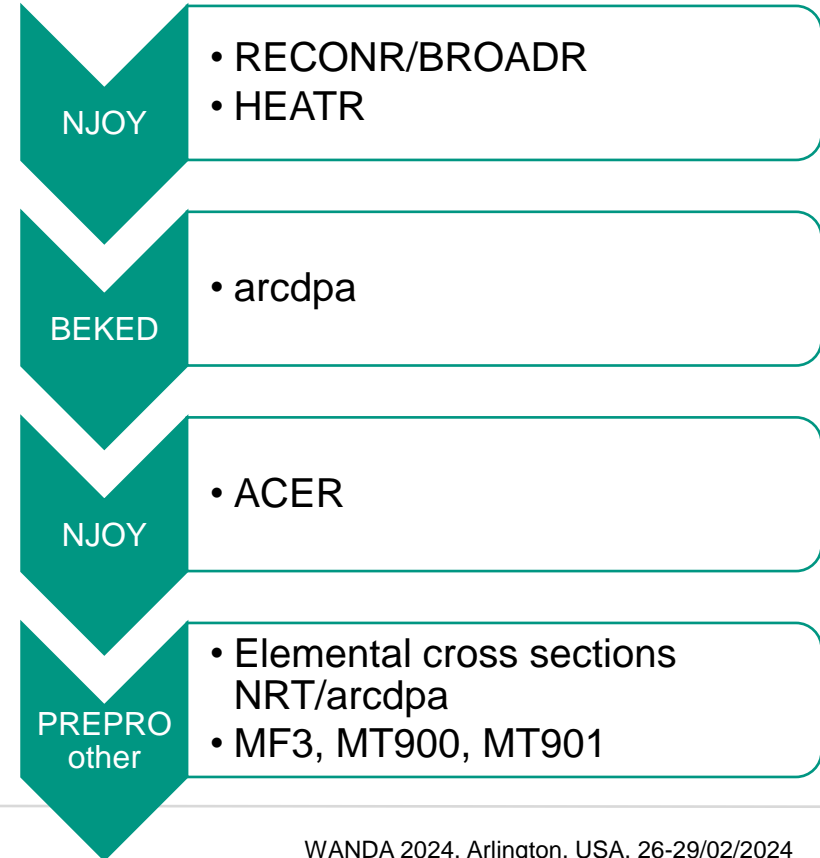 NJOY
• RECONR/BROADR
• HEATR
BEKED
• arcdpa
NJOY
• ACER
PREPRO
other
• Elemental cross sections
NRT/arcdpa
• MF3, MT900, MT901
WANDA 2024, Arlington, USA, 26-29/02/2024